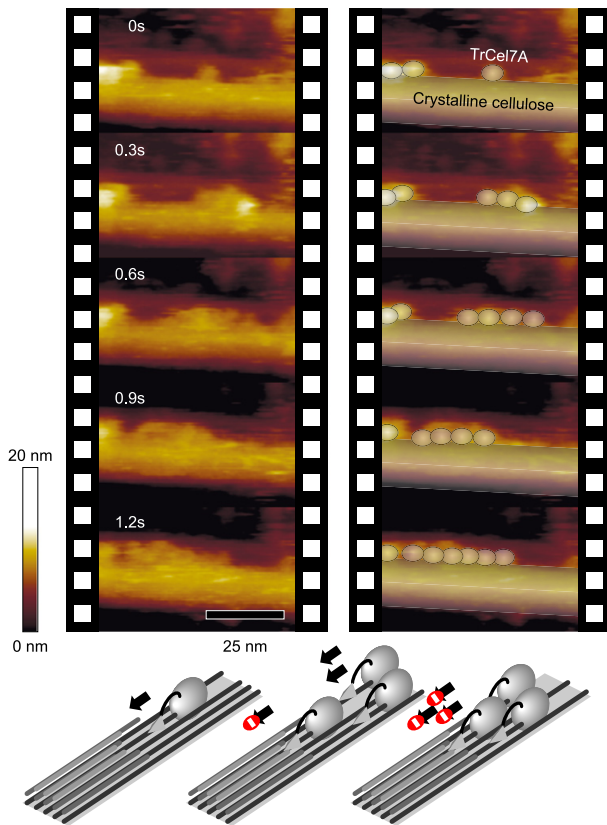 0s
TrCel7A
Crystalline cellulose
0.3s
0.6s
0.9s
20 nm
1.2s
0 nm
25 nm